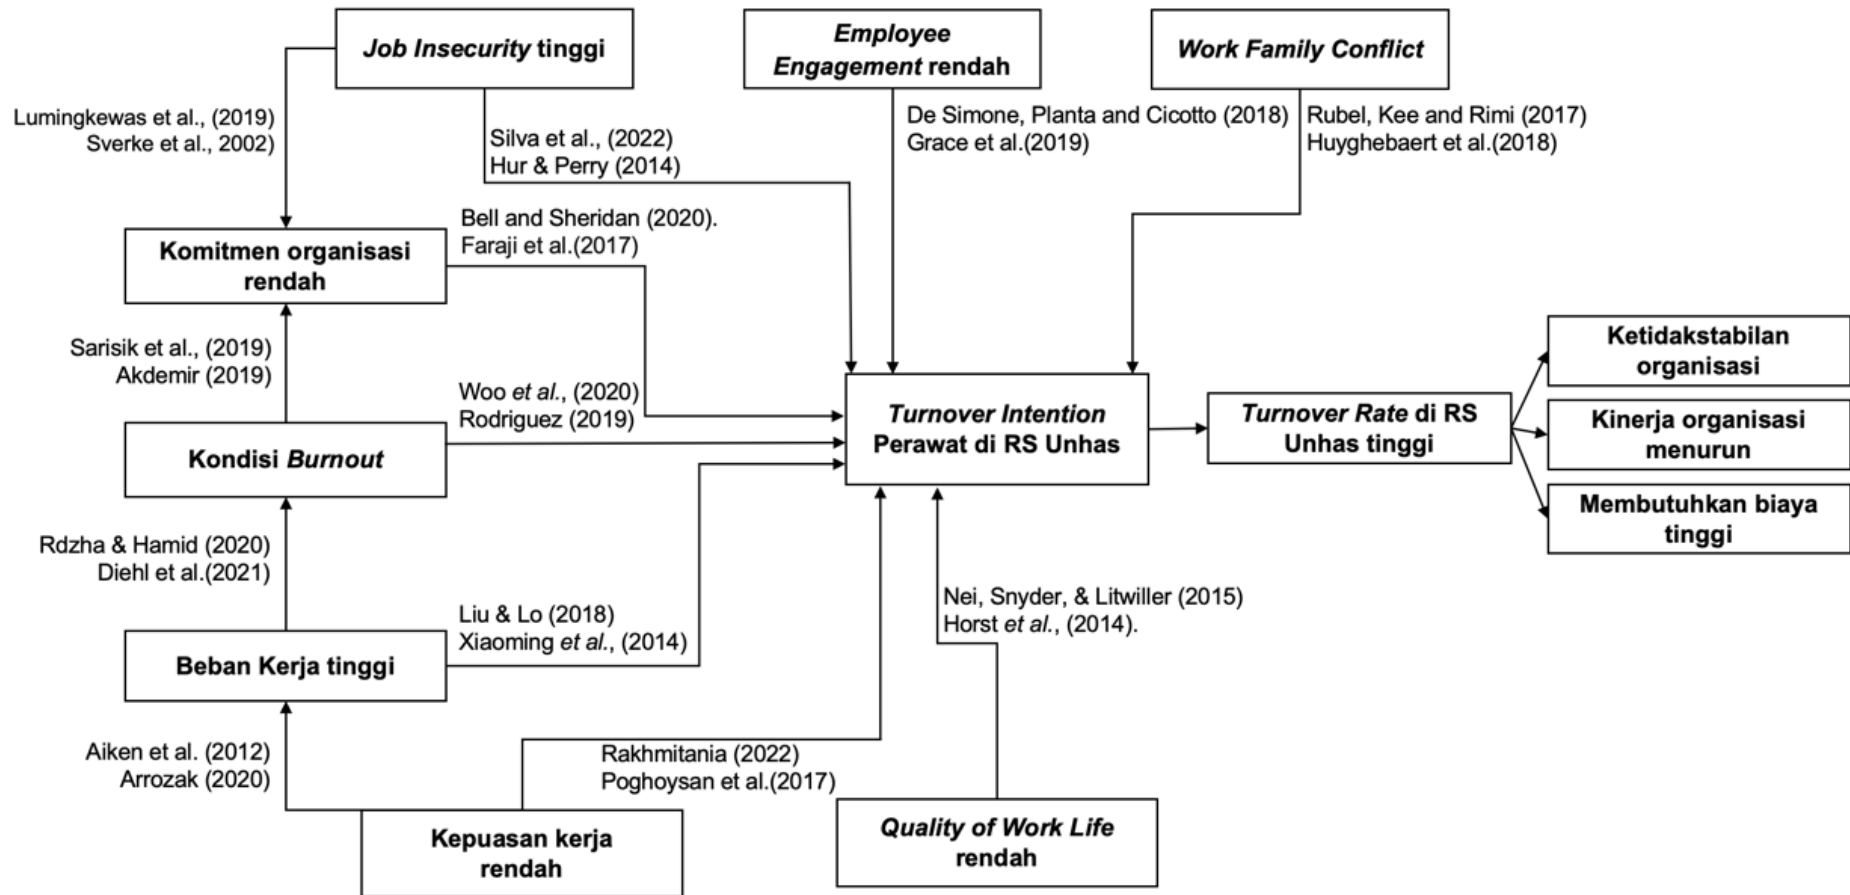 Job Insecurity tinggi
Employee
Engagement rendah
Work Family Conflict
Lumingkewas et al., (2019)
Sverke et al., 2002)
Silva et al., (2022)
Hur & Perry (2014)
De Simone, Planta and Cicotto (2018)
Grace et al.(2019)
Rubel, Kee and Rimi (2017)
Huyghebaert et al.(2018)
Komitmen organisasi
rendah
Bell and Sheridan (2020).
Faraji et al.(2017)
Sarisik et al., (2019)
Akdemir (2019)
Woo et al., (2020)
Rodriguez (2019)
Kondisi Burnout
Turnover Intention
Perawat di RS Unhas
Turnover Rate di RS
Unhas tinggi
Ketidakstabilan
organisasi
Kinerja organisasi
menurun
Membutuhkan biaya
tinggi
Rdzha & Hamid (2020)
Diehl et al.(2021)
Liu & Lo (2018)
Xiaoming et al., (2014)
Nei, Snyder, & Litwiller (2015)
Horst et al., (2014).
Beban Kerja tinggi
Aiken et al. (2012)
Arrozak (2020)
Rakhmitania (2022)
Poghoysan et al.(2017)
Kepuasan kerja
rendah
Quality of Work Life
rendah